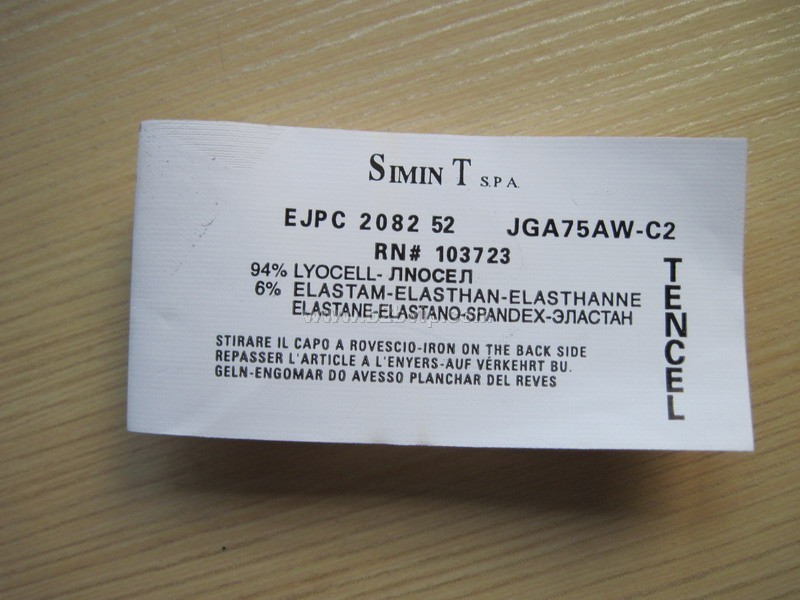 SIMIN T S.P.A.
EJPC 2082 52 JGA75AW-C2
RN# 103723
94% LYOCELL- ЛNОСЕЛ
6% ELASTAM-ELASTHAN-ELASTHANNE
ELASTANE-ELASTANO-SPANDEX-ЭЛАСТАН
TENCEL
STIRARE IL CAPO A ROVESCIO-IRON ON THE BACK SIDE
REPASSER L'ARTICLE A L'ENYERS-AUF VÉRKEHRT BU.
GELN-ENGOMAR DO AVESSO PLANCHAR DEL REVES